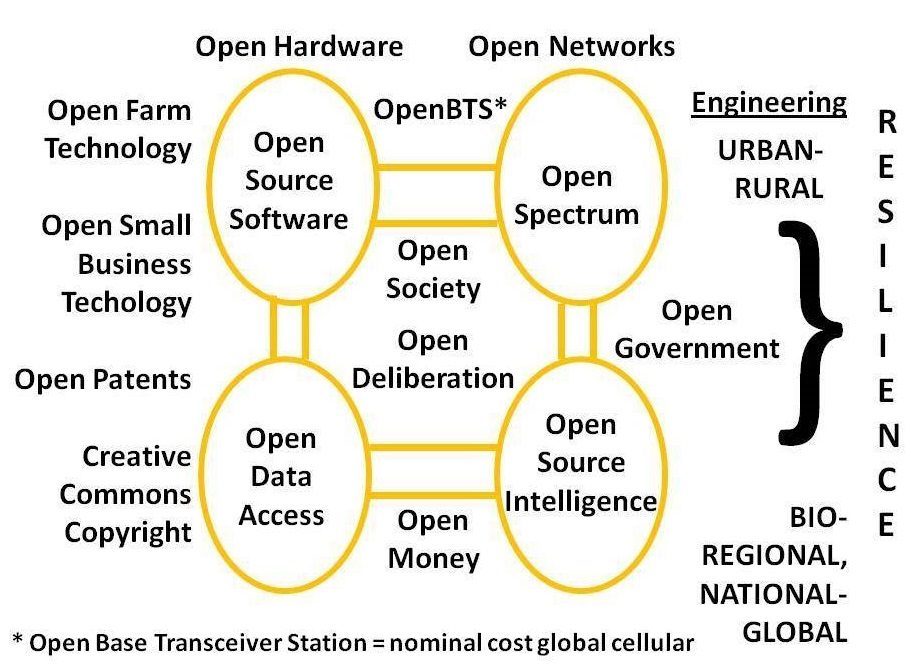 Open Hardware
Open Networks
Open Farm
Technology
OpenBTS*
Engineering
URBAN-
RURAL
Open
Source
Software
Open
Spectrum
Open Small
Business
Techology
Open
Society
Open
Government
Open
Deliberation
Open Patents
Creative
Commons
Copyright
Open
Data
Access
Open
Source
Intelligence
Open
Money
BIO-
REGIONAL,
NATIONAL-
GLOBAL
RESILIENCE
* Open Base Transceiver Station = nominal cost global cellular